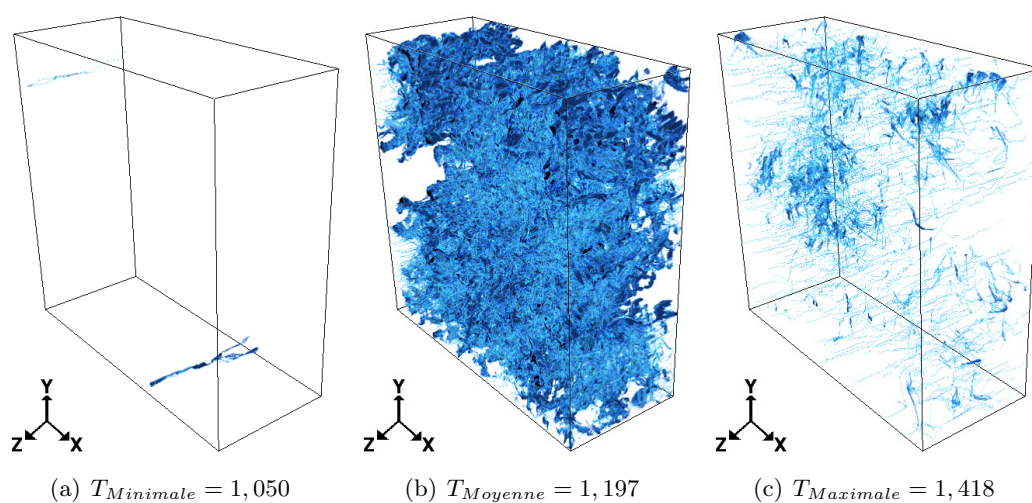 Y
Z X
Y
Z X
Y
Z X
(a) T_{Minimale} = 1,050
(b) T_{Moyenne} = 1,197
(c) T_{Maximale} = 1,418